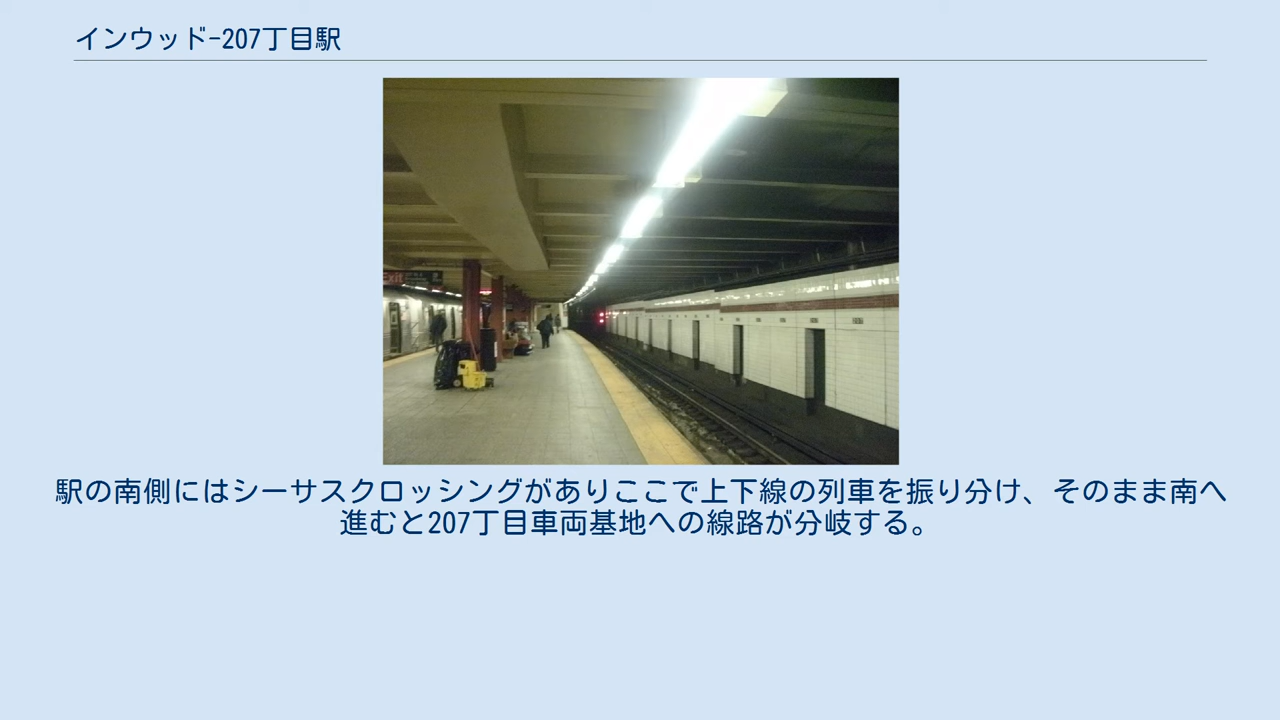 インウッド-207丁目駅
Exit
駅の南側にはシーサスクロッシングがありここで上下線の列車を振り分け、そのまま南へ
進むと207丁目車両基地への線路が分岐する。